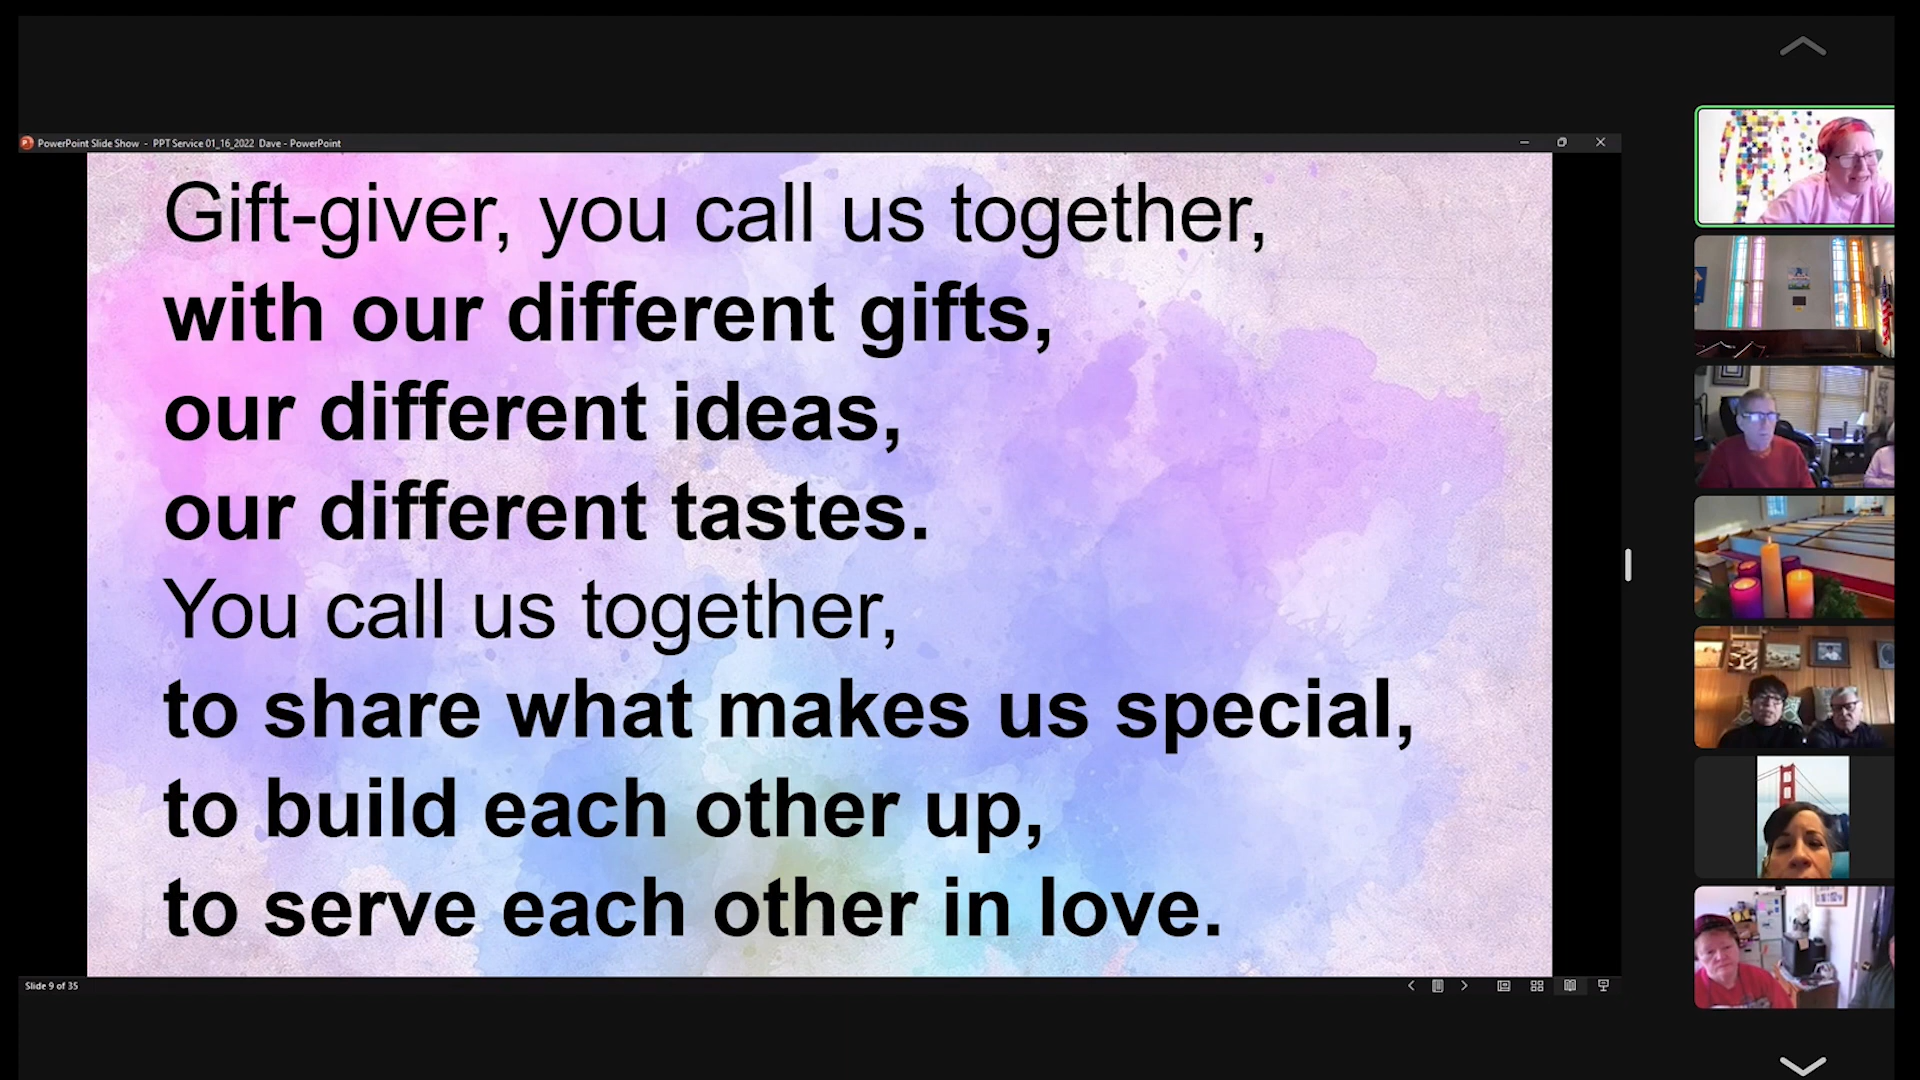 PowerPoint Slide Show - PPT Service 01_16_2022 Dave - PowerPoint
Gift-giver, you call us together,
with our different gifts,
our different ideas,
our different tastes.
You call us together,
to share what makes us special,
to build each other up,
to serve each other in love.
Slide 9 of 35